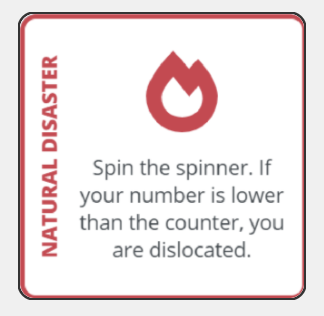 NATURAL DISASTER
Spin the spinner. If
your number is lower
than the counter, you
are dislocated.